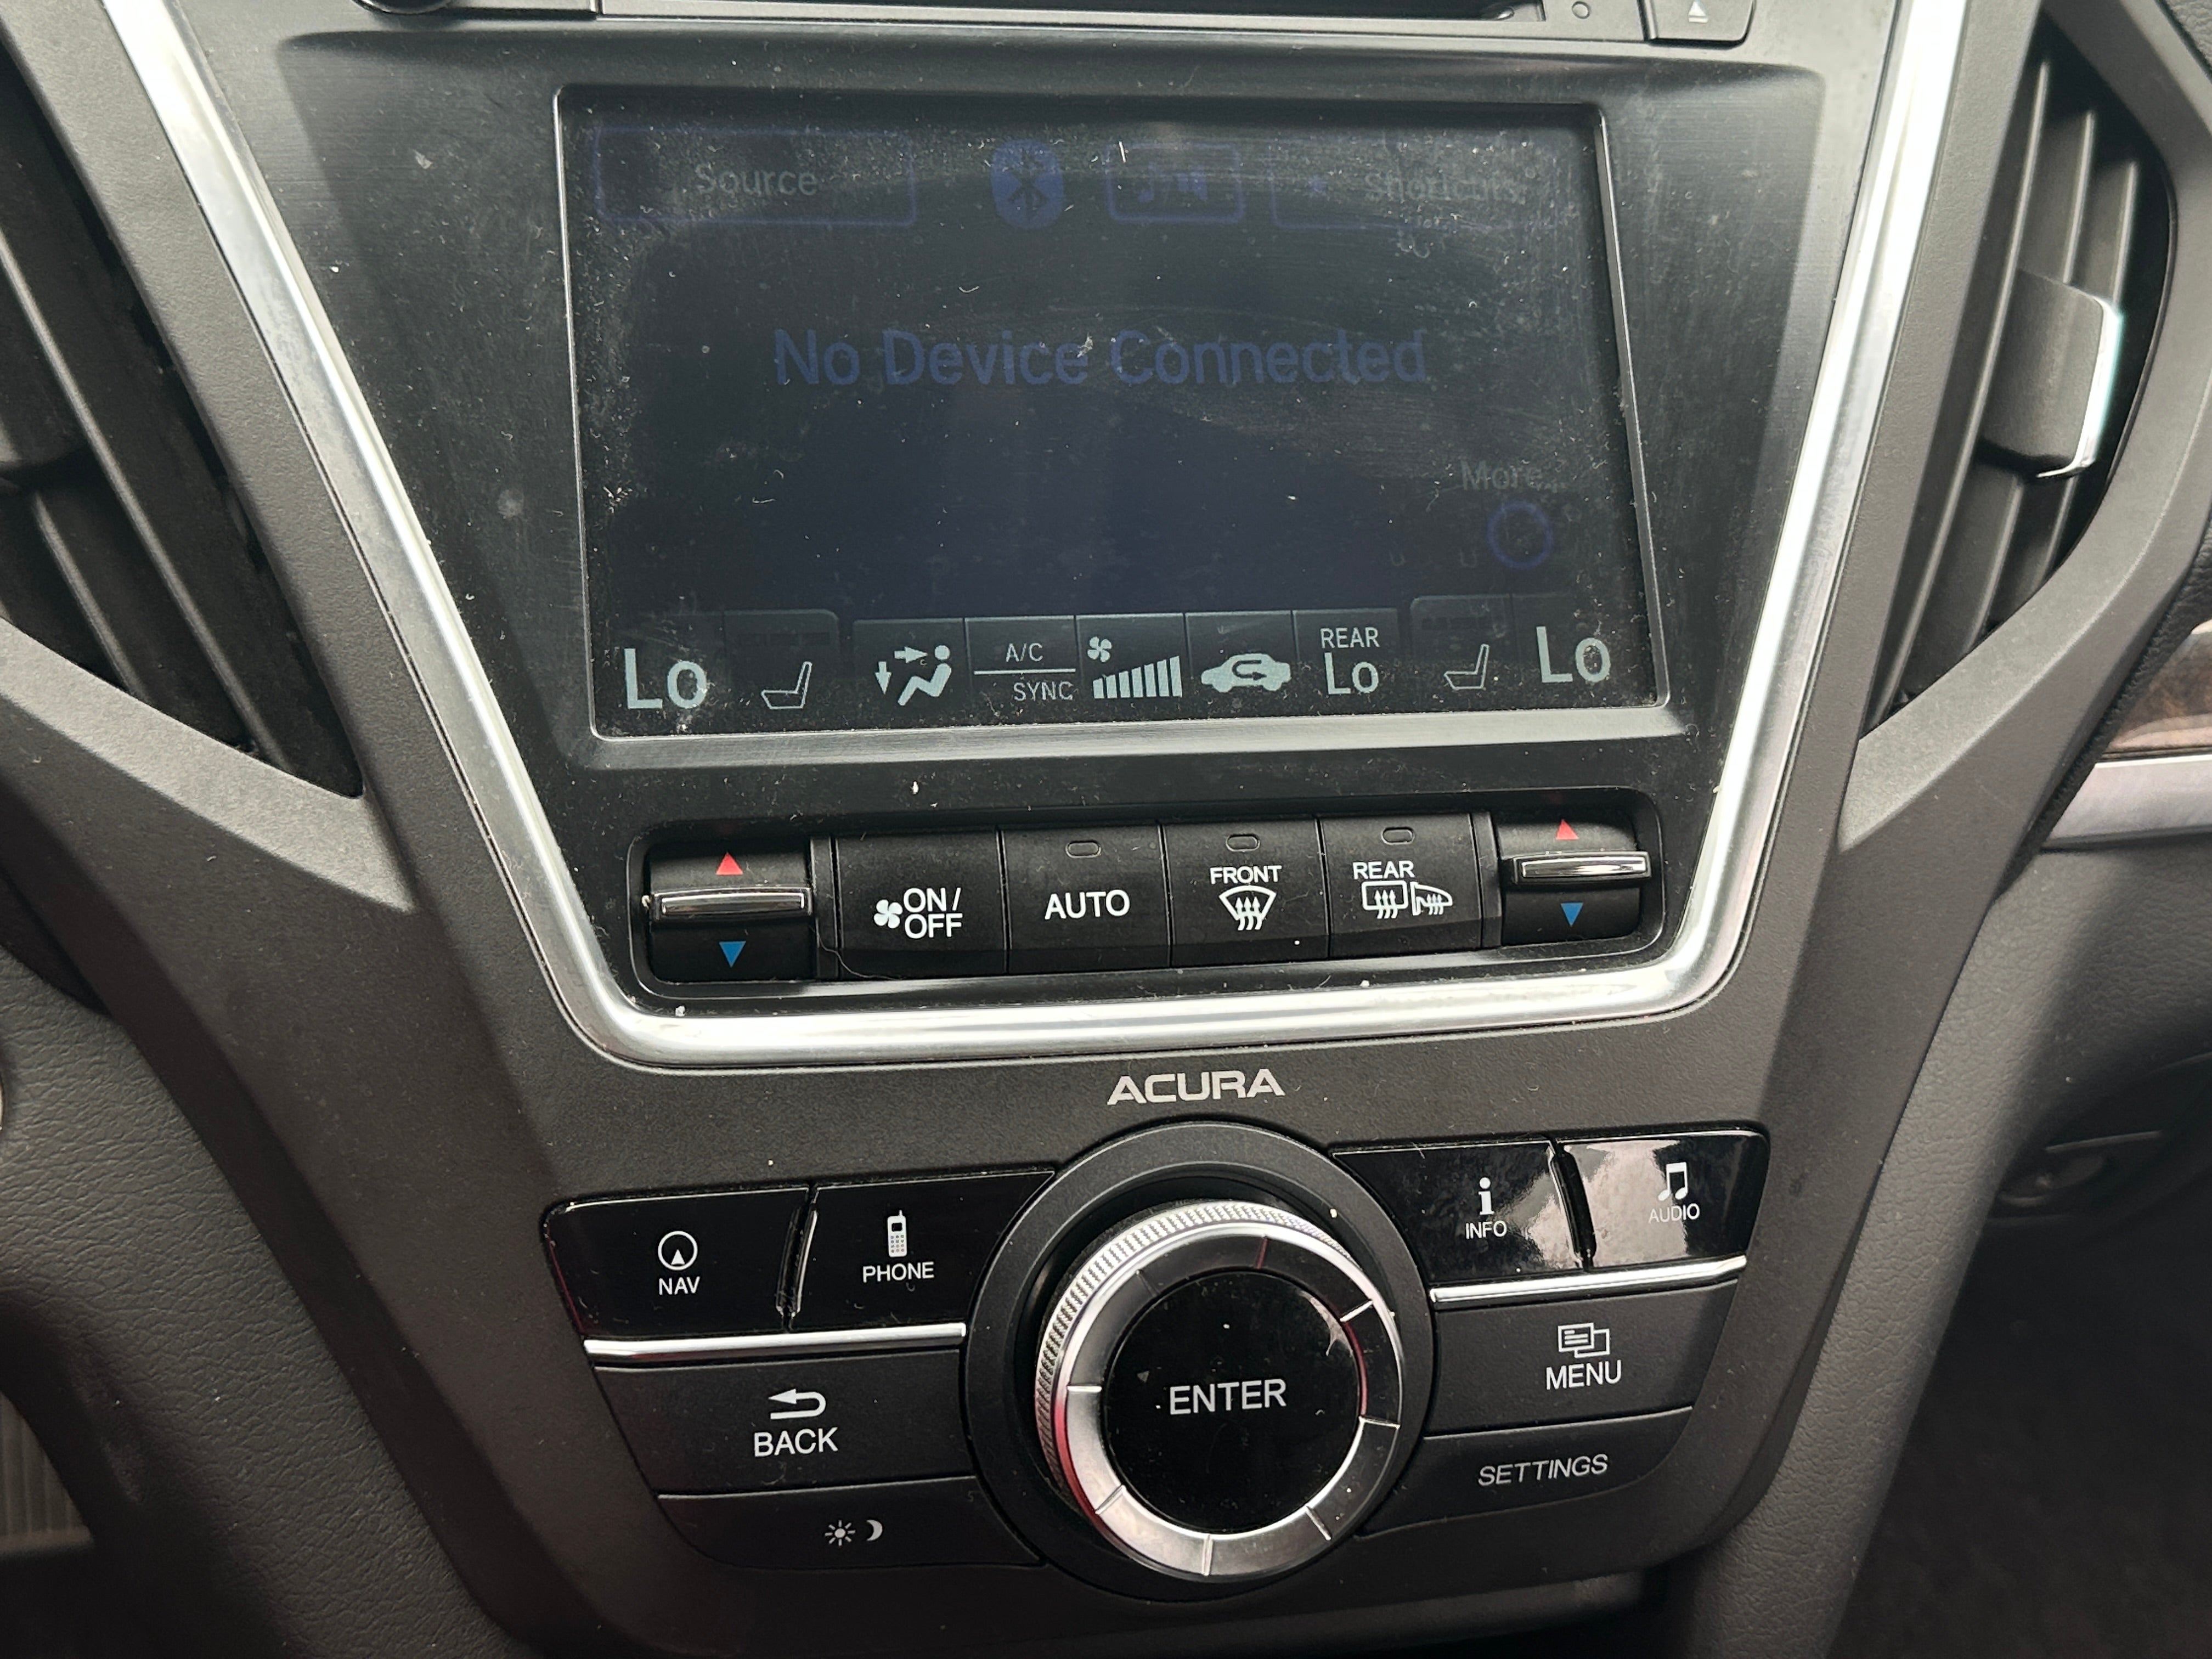 Source
Shortcuts
No Device Connected
More...
Lo
A/C
SYNC
REAR
Lo
Lo
ON/
OFF
AUTO
FRONT
REAR
ACURA
NAV
PHONE
INFO
AUDIO
BACK
ENTER
MENU
SETTINGS